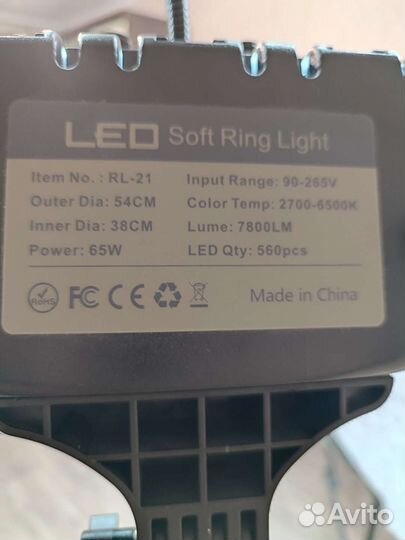 LED Soft Ring Light
Item No. : RL-21 Input Range: 90-265V
Outer Dia: 54CM Color Temp: 2700-6500K
Inner Dia: 38CM Lume: 7800LM
Power: 65W LED Qty: 560pcs
RoHS FC CE Made in China
Avito